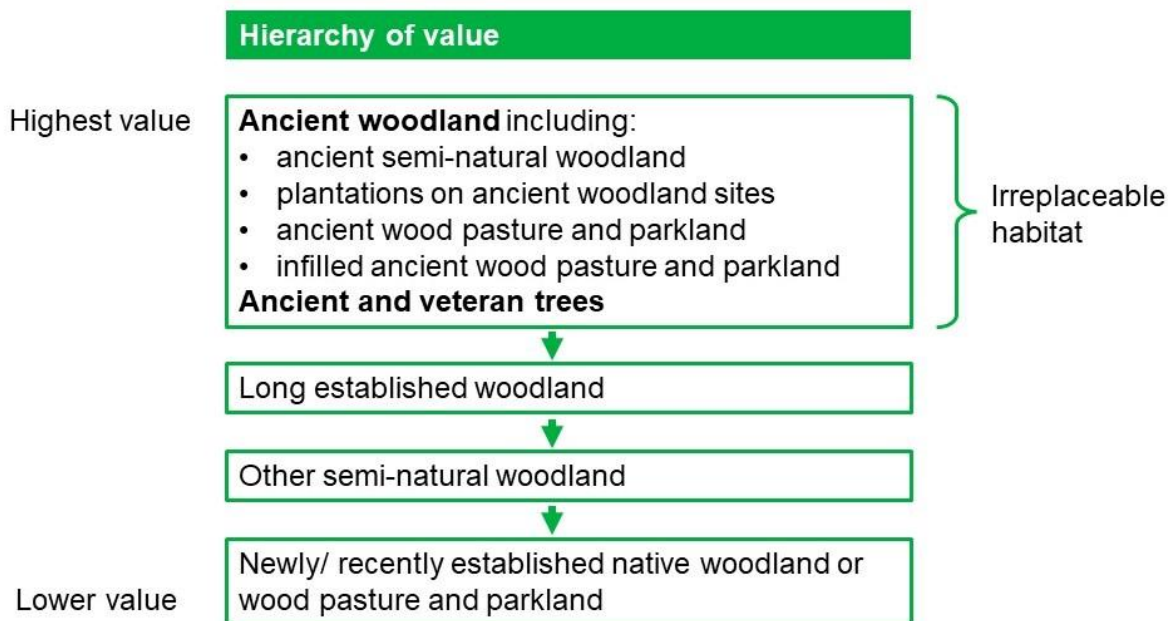 Hierarchy of value
Highest value
Ancient woodland including:
• ancient semi-natural woodland
• plantations on ancient woodland sites
• ancient wood pasture and parkland
• infilled ancient wood pasture and parkland
Ancient and veteran trees
Irreplaceable
habitat
Long established woodland
Other semi-natural woodland
Newly/ recently established native woodland or
wood pasture and parkland
Lower value